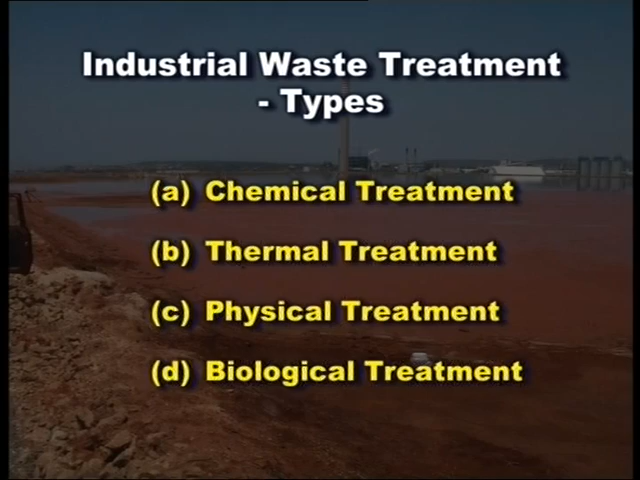 Industrial Waste Treatment
- Types
(a) Chemical Treatment
(b) Thermal Treatment
(c) Physical Treatment
(d) Biological Treatment